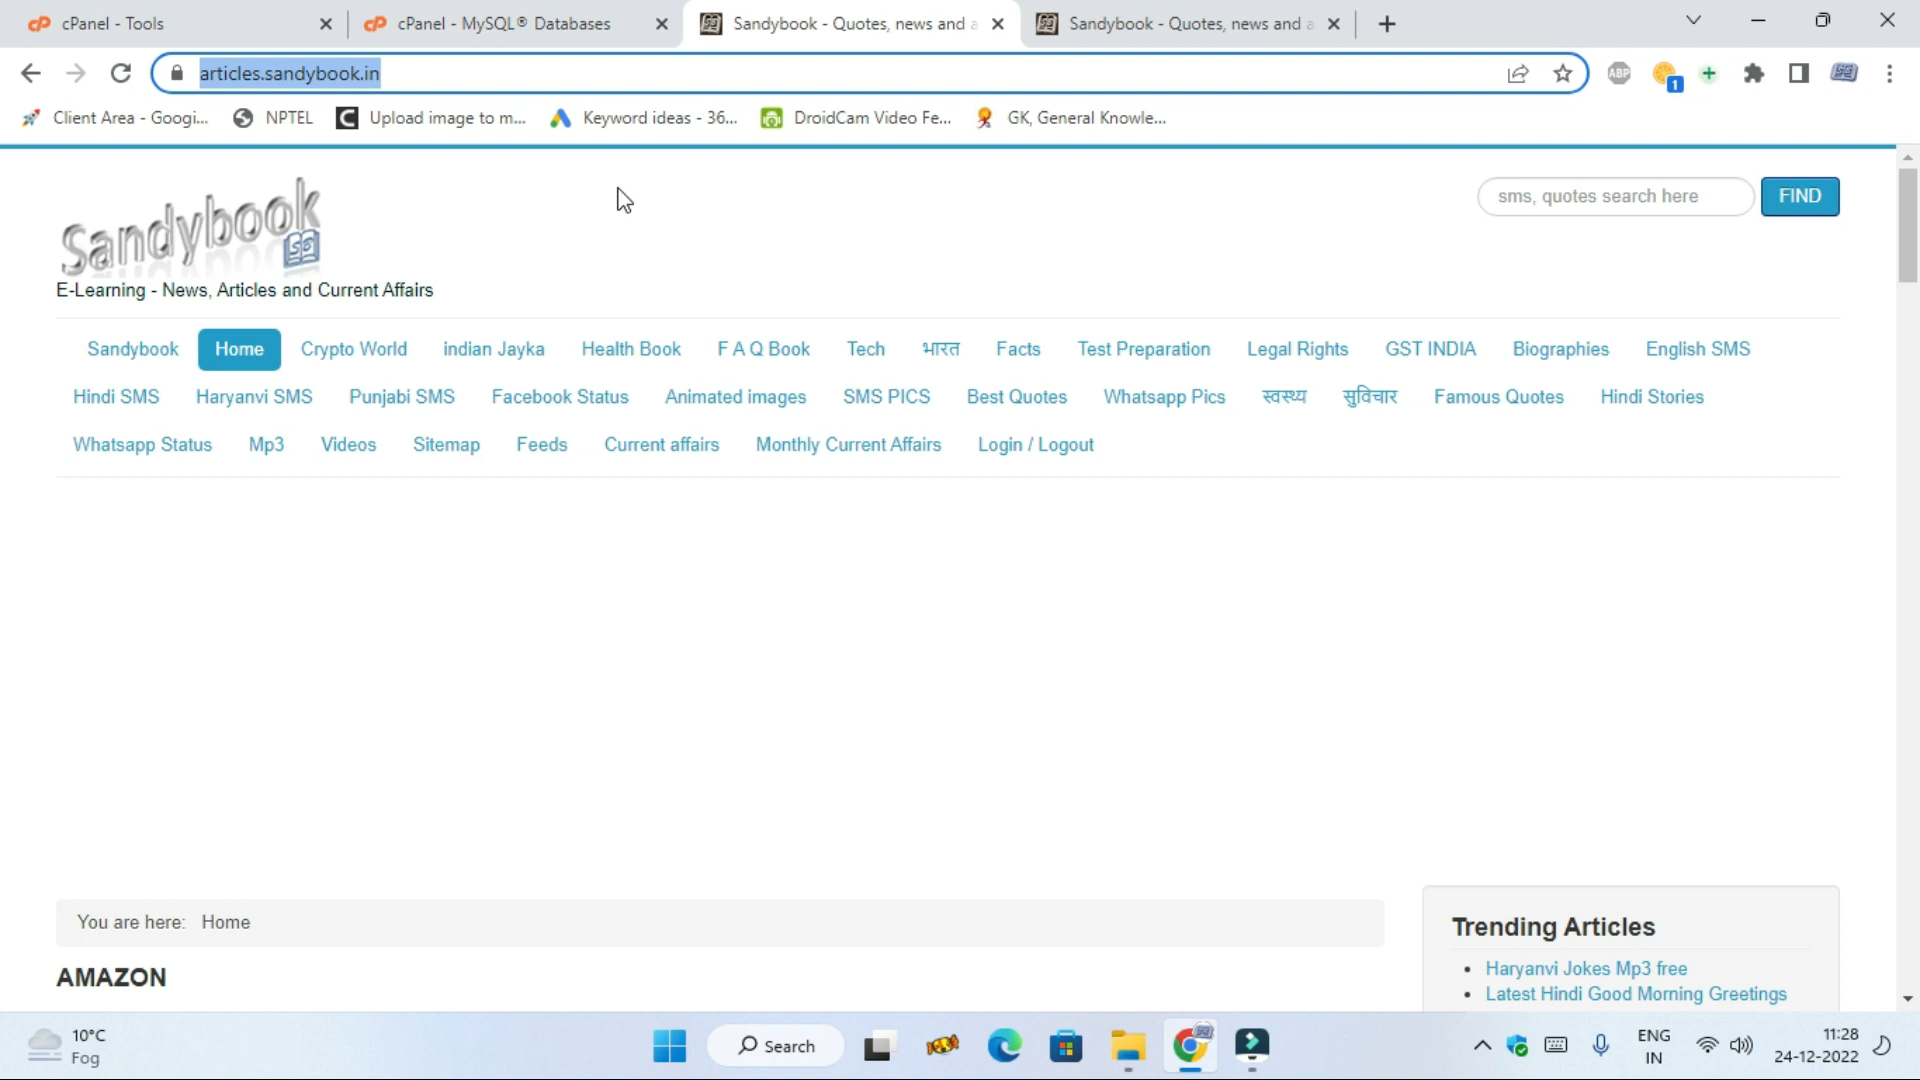 cPanel - Tools
cPanel - MySQL® Databases
Sandybook - Quotes, news and a
Sandybook - Quotes, news and a
articles.sandybook.in
ABP
1
Client Area - Googi...
NPTEL
Upload image to m...
Keyword ideas - 36...
DroidCam Video Fe...
GK, General Knowle...
Sandybook
E-Learning - News, Articles and Current Affairs
sms, quotes search here
FIND
Sandybook Home Crypto World indian Jayka Health Book F A Q Book Tech भारत Facts Test Preparation Legal Rights GST INDIA Biographies English SMS
Hindi SMS Haryanvi SMS Punjabi SMS Facebook Status Animated images SMS PICS Best Quotes Whatsapp Pics स्वस्थ्य सुविचार Famous Quotes Hindi Stories
Whatsapp Status Mp3 Videos Sitemap Feeds Current affairs Monthly Current Affairs Login / Logout
You are here: Home
AMAZON
Trending Articles
Haryanvi Jokes Mp3 free
Latest Hindi Good Morning Greetings
10°C
Fog
Search
ENG
IN
11:28
24-12-2022